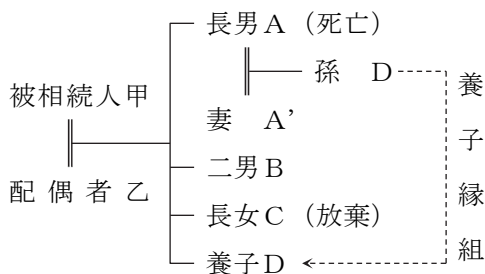 長男A（死亡）
孫　D
被相続人甲
妻　A’
二男B
配偶者乙
長女C（放棄）
養子D
養子縁組